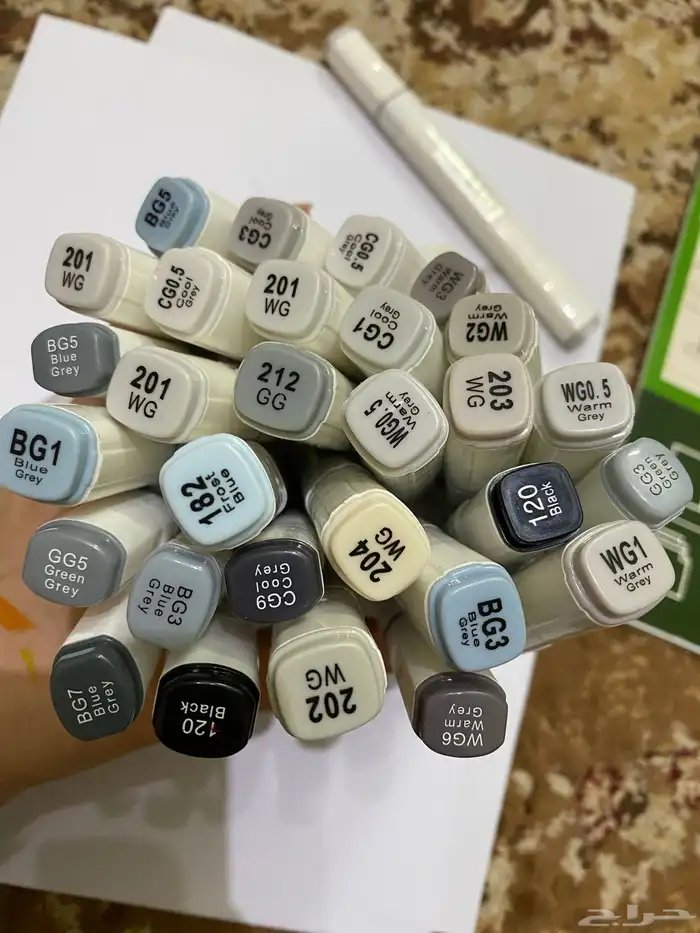 BG5
Blue
Grey
CG3
Cool
Grey
CG0.5
Cool
Grey
WG3
Warm
Grey
201
WG
CG0.5
Cool
Grey
201
WG
CG1
Cool
Grey
WG2
Warm
Grey
BG5
Blue
Grey
201
WG
212
GG
WG0.5
Warm
Grey
203
WG
WG0.5
Warm
Grey
BG1
Blue
Grey
182
Frost
Blue
204
WG
120
Black
GG3
Green
Grey
GG5
Green
Grey
BG3
Blue
Grey
CG9
Cool
Grey
BG3
Blue
Grey
WG1
Warm
Grey
BG7
Blue
Grey
120
Black
202
WG
WG6
Warm
Grey
حراج